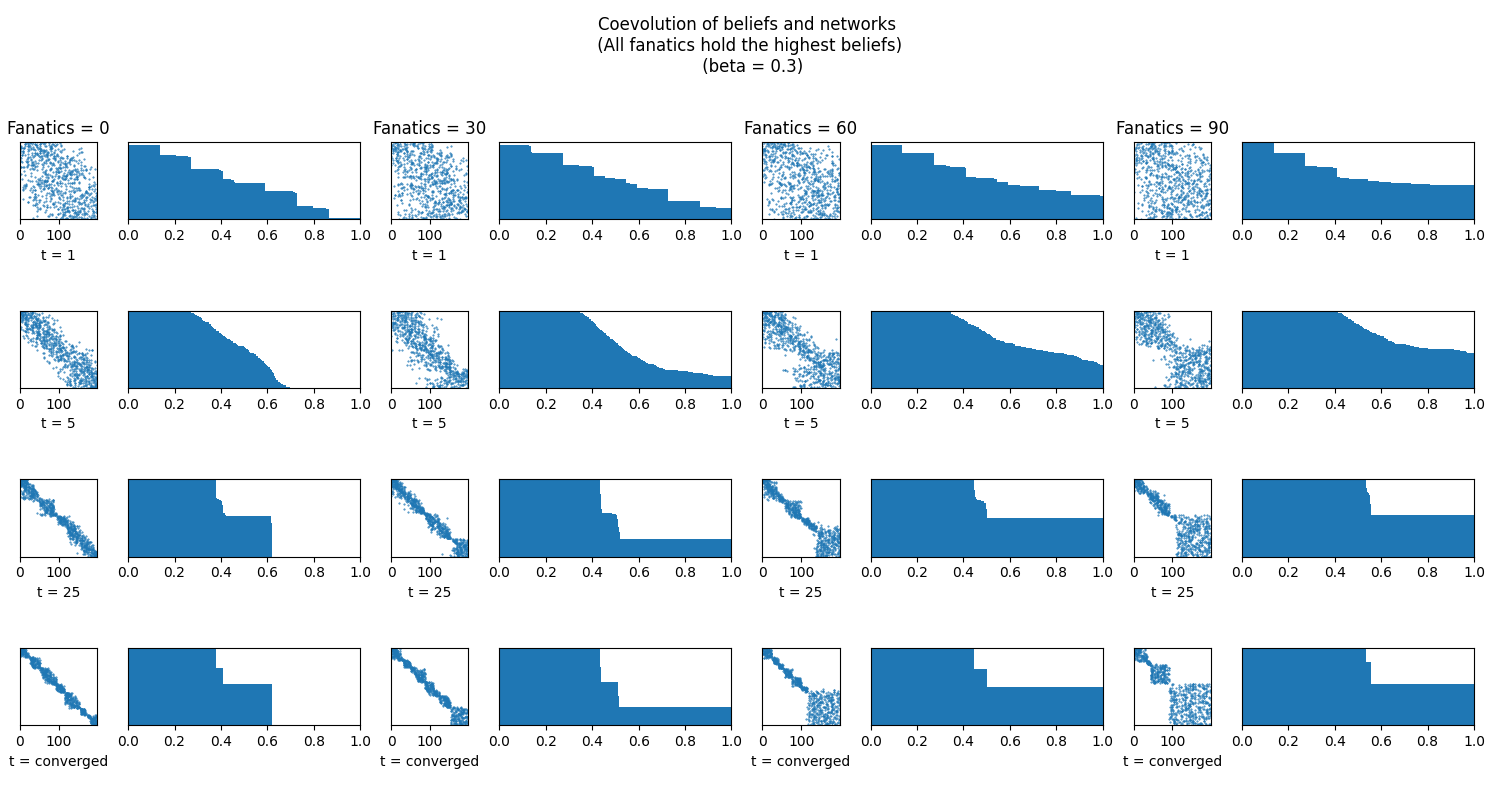 Coevolution of beliefs and networks
(All fanatics hold the highest beliefs)
(beta = 0.3)
Fanatics = 0
Fanatics = 30
Fanatics = 60
Fanatics = 90
0 100 0.0 0.2 0.4 0.6 0.8 1.0 0 100 0.0 0.2 0.4 0.6 0.8 1.0 0 100 0.0 0.2 0.4 0.6 0.8 1.0 0 100 0.0 0.2 0.4 0.6 0.8 1.0
t = 1 t = 1 t = 1 t = 1
0 100 0.0 0.2 0.4 0.6 0.8 1.0 0 100 0.0 0.2 0.4 0.6 0.8 1.0 0 100 0.0 0.2 0.4 0.6 0.8 1.0 0 100 0.0 0.2 0.4 0.6 0.8 1.0
t = 5 t = 5 t = 5 t = 5
0 100 0.0 0.2 0.4 0.6 0.8 1.0 0 100 0.0 0.2 0.4 0.6 0.8 1.0 0 100 0.0 0.2 0.4 0.6 0.8 1.0 0 100 0.0 0.2 0.4 0.6 0.8 1.0
t = 25 t = 25 t = 25 t = 25
0 100 0.0 0.2 0.4 0.6 0.8 1.0 0 100 0.0 0.2 0.4 0.6 0.8 1.0 0 100 0.0 0.2 0.4 0.6 0.8 1.0 0 100 0.0 0.2 0.4 0.6 0.8 1.0
t = converged t = converged t = converged t = converged